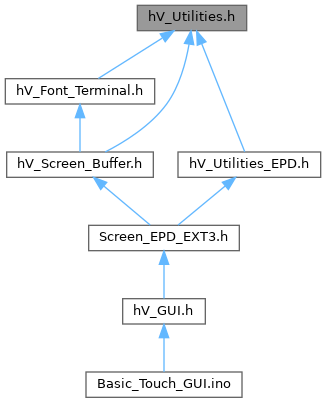 hV_Utilities.h
hV_Font_Terminal.h
hV_Screen_Buffer.h
hV_Utilities_EPD.h
Screen_EPD_EXT3.h
hV_GUI.h
Basic_Touch_GUI.ino